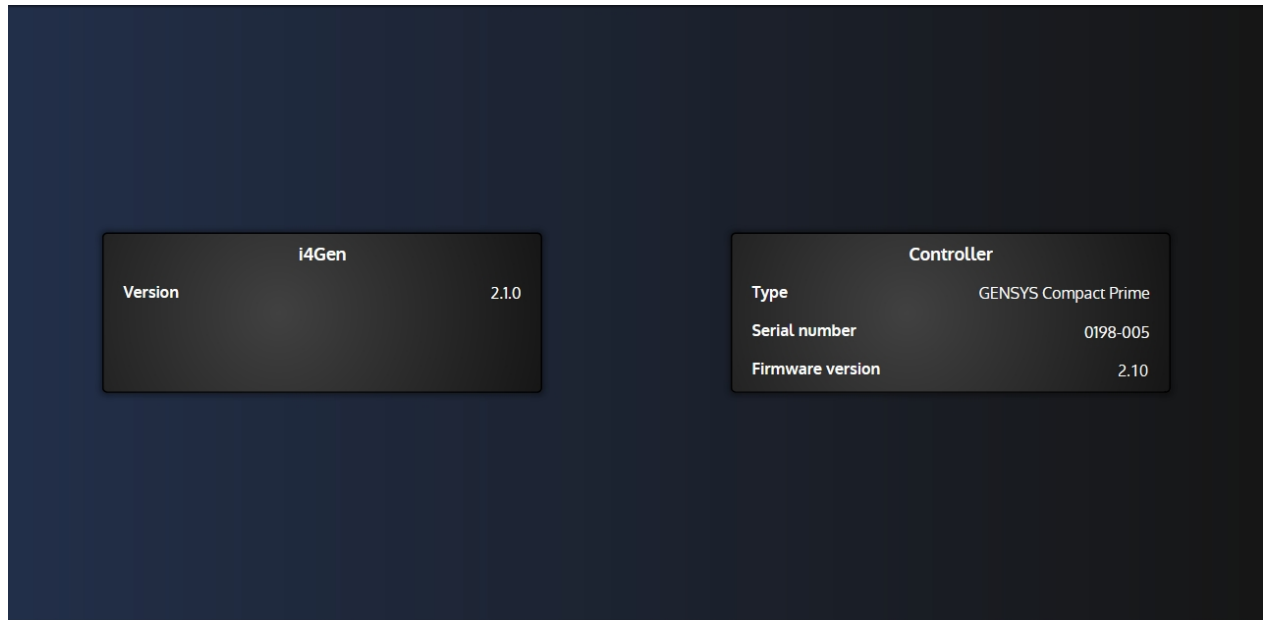 i4Gen
Version 2.1.0
Controller
Type GENSYS Compact Prime
Serial number 0198-005
Firmware version 2.10